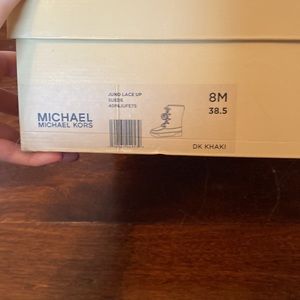 JUNO LACE UP
SUEDE
8M
38.5
MICHAEL
MICHAEL KORS
DK KHAKI